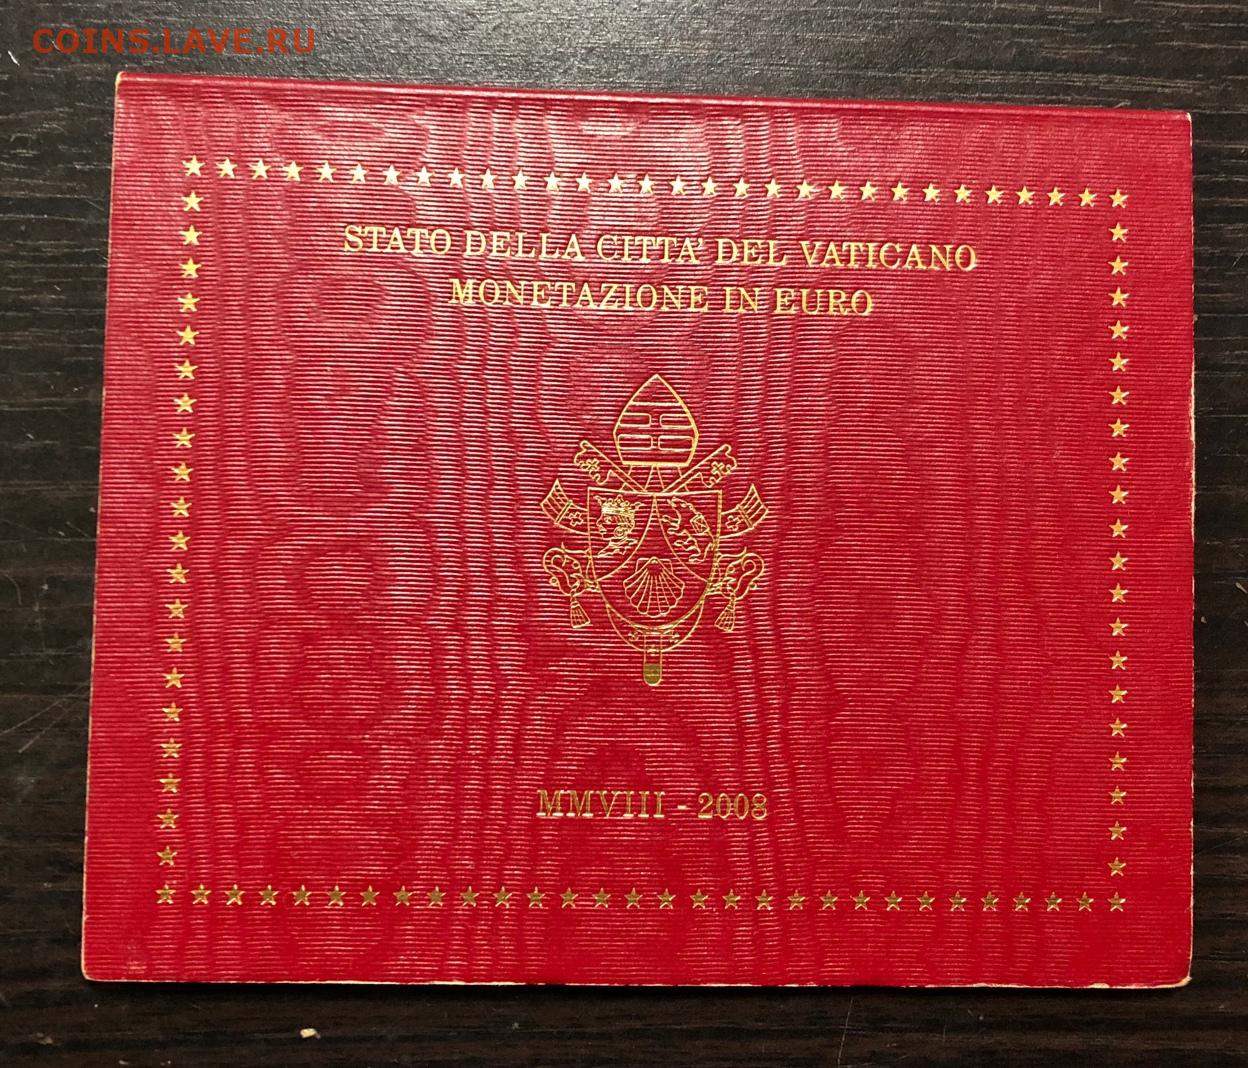 COINS.LAVE.RU
STATO DELLA CITTA' DEL VATICANO
MONETAZIONE IN EURO
MMVIII - 2008